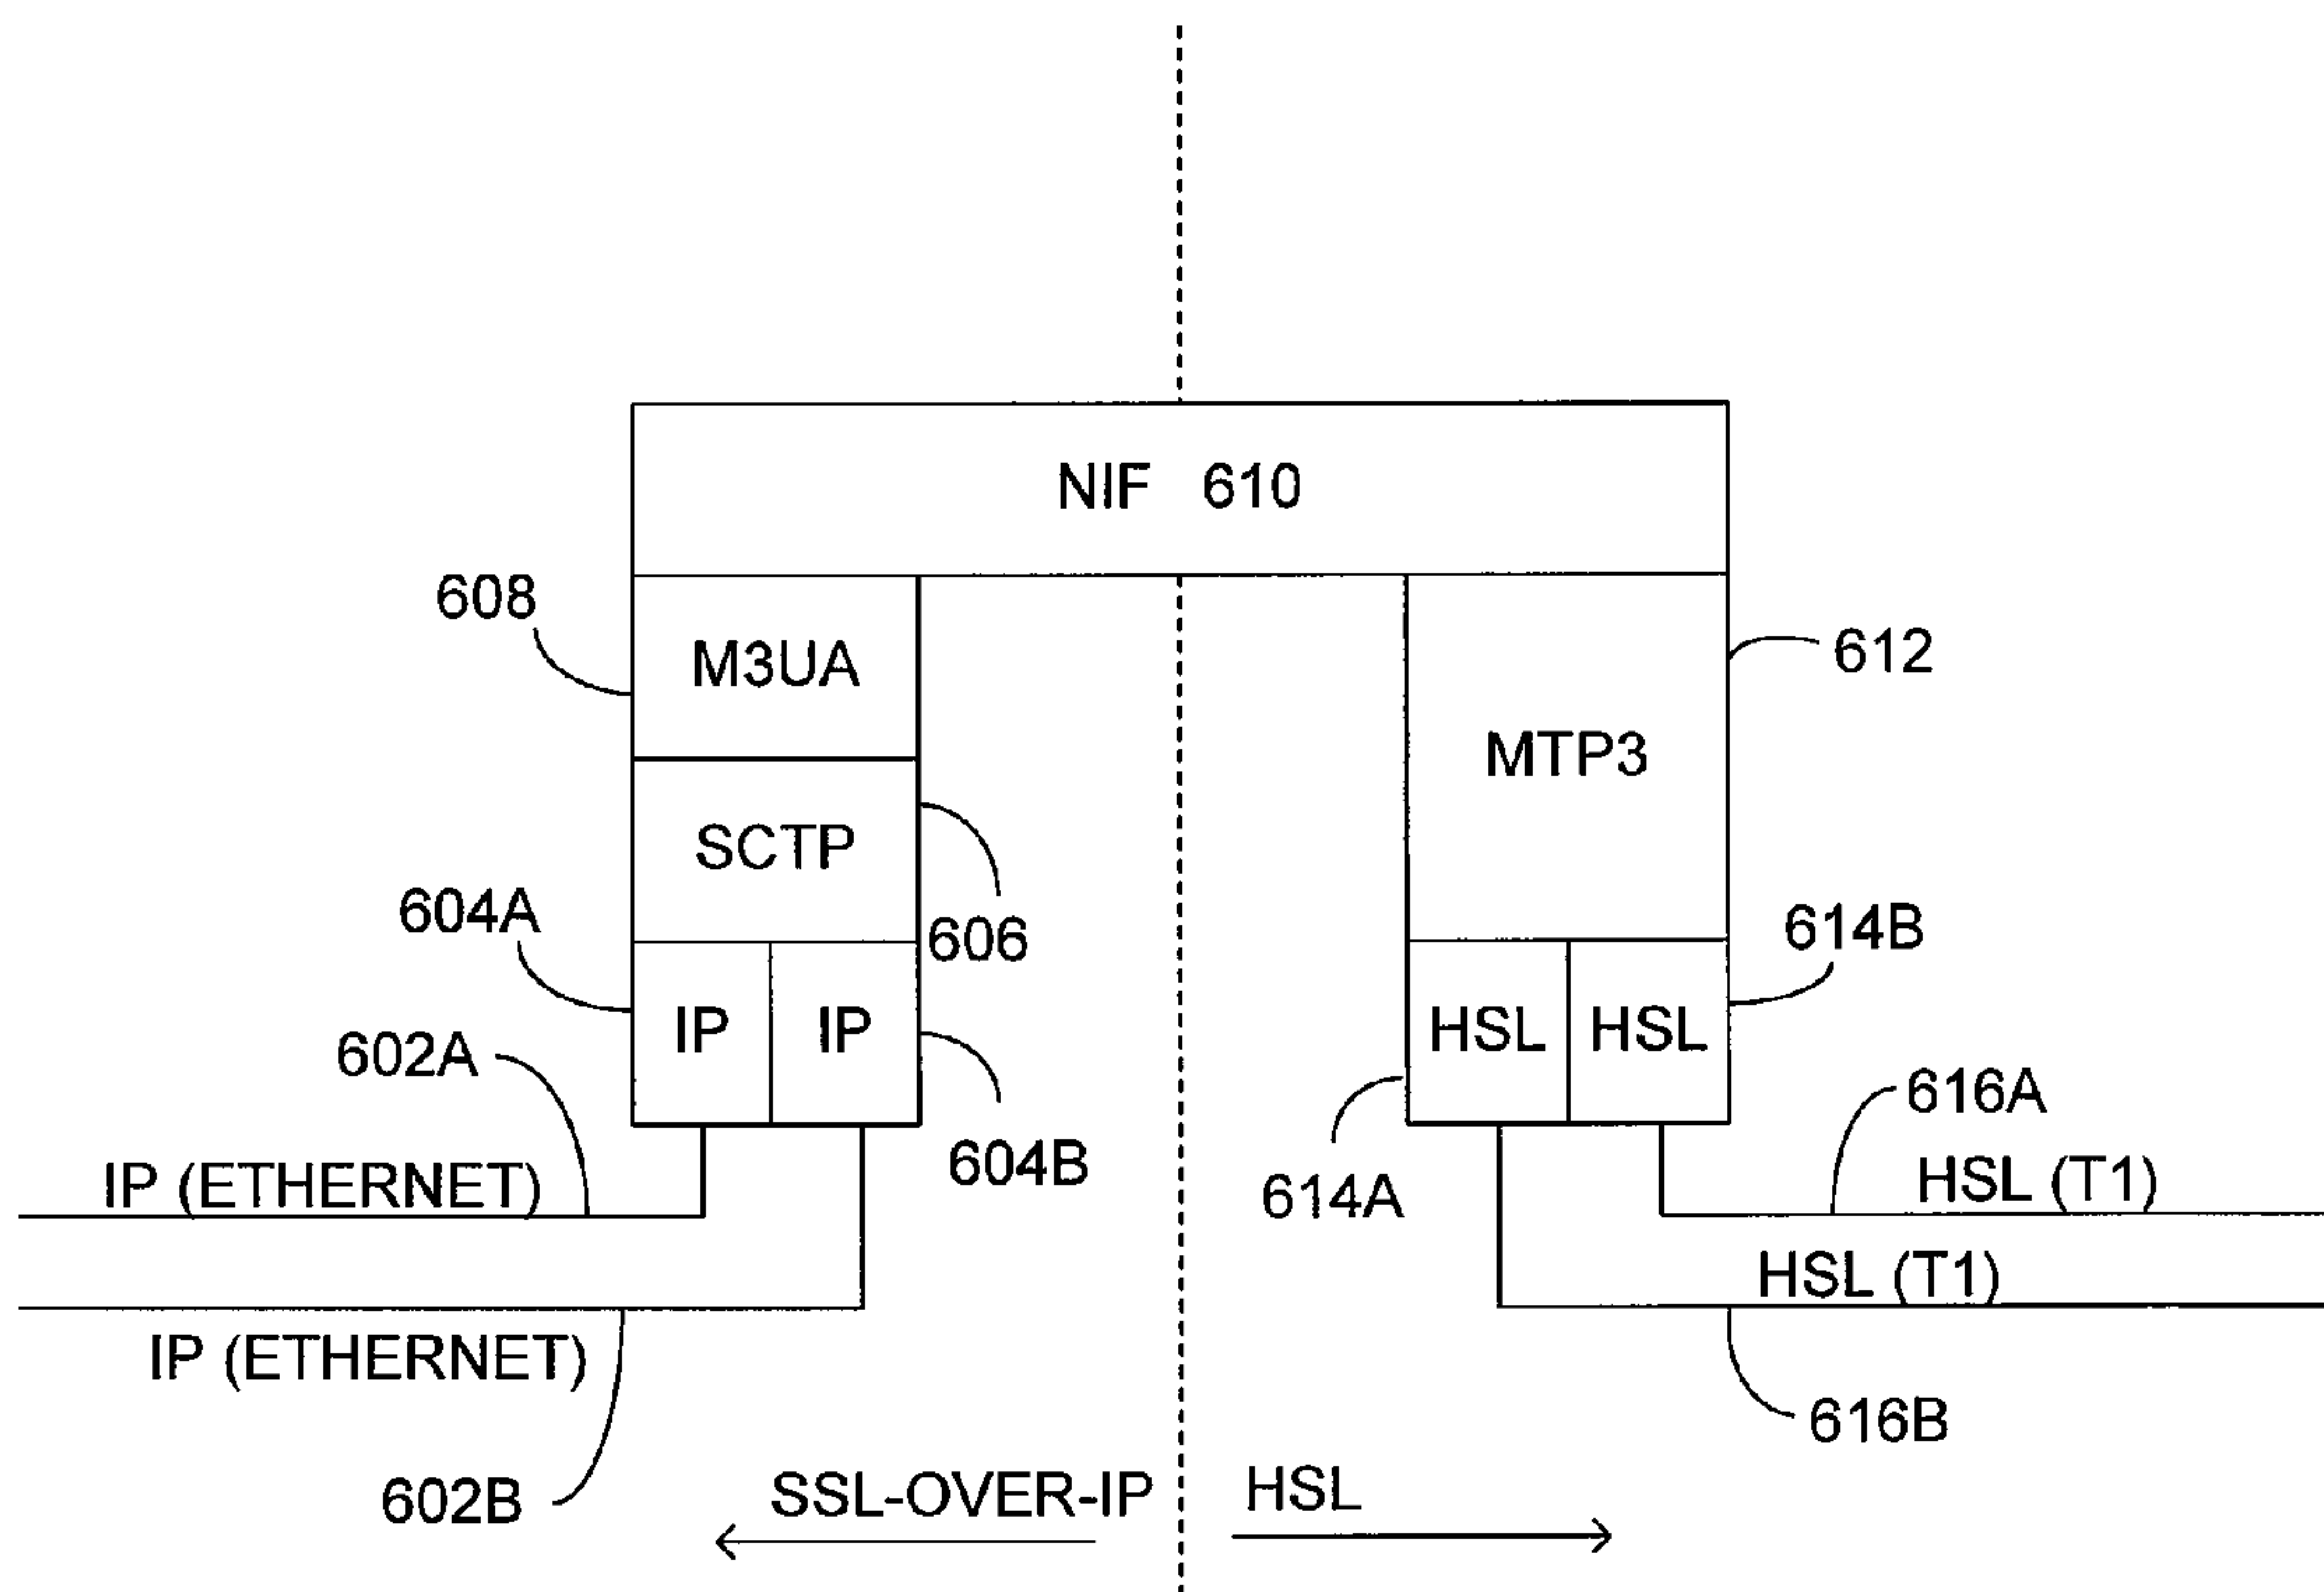 NIF 610
608
M3UA
612
MTP3
SCTP
604A
606
614B
IP IP
HSL HSL
602A
616A
604B
IP (ETHERNET)
614A
HSL (T1)
HSL (T1)
IP (ETHERNET)
616B
602B
SSL-OVER-IP
HSL